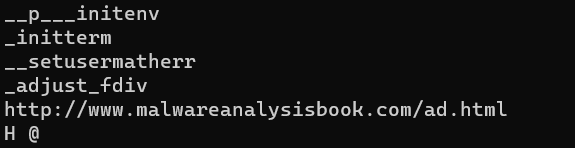 __p___initenv
_initterm
__setusermatherr
_adjust_fdiv
http://www.malwareanalysisbook.com/ad.html
H @